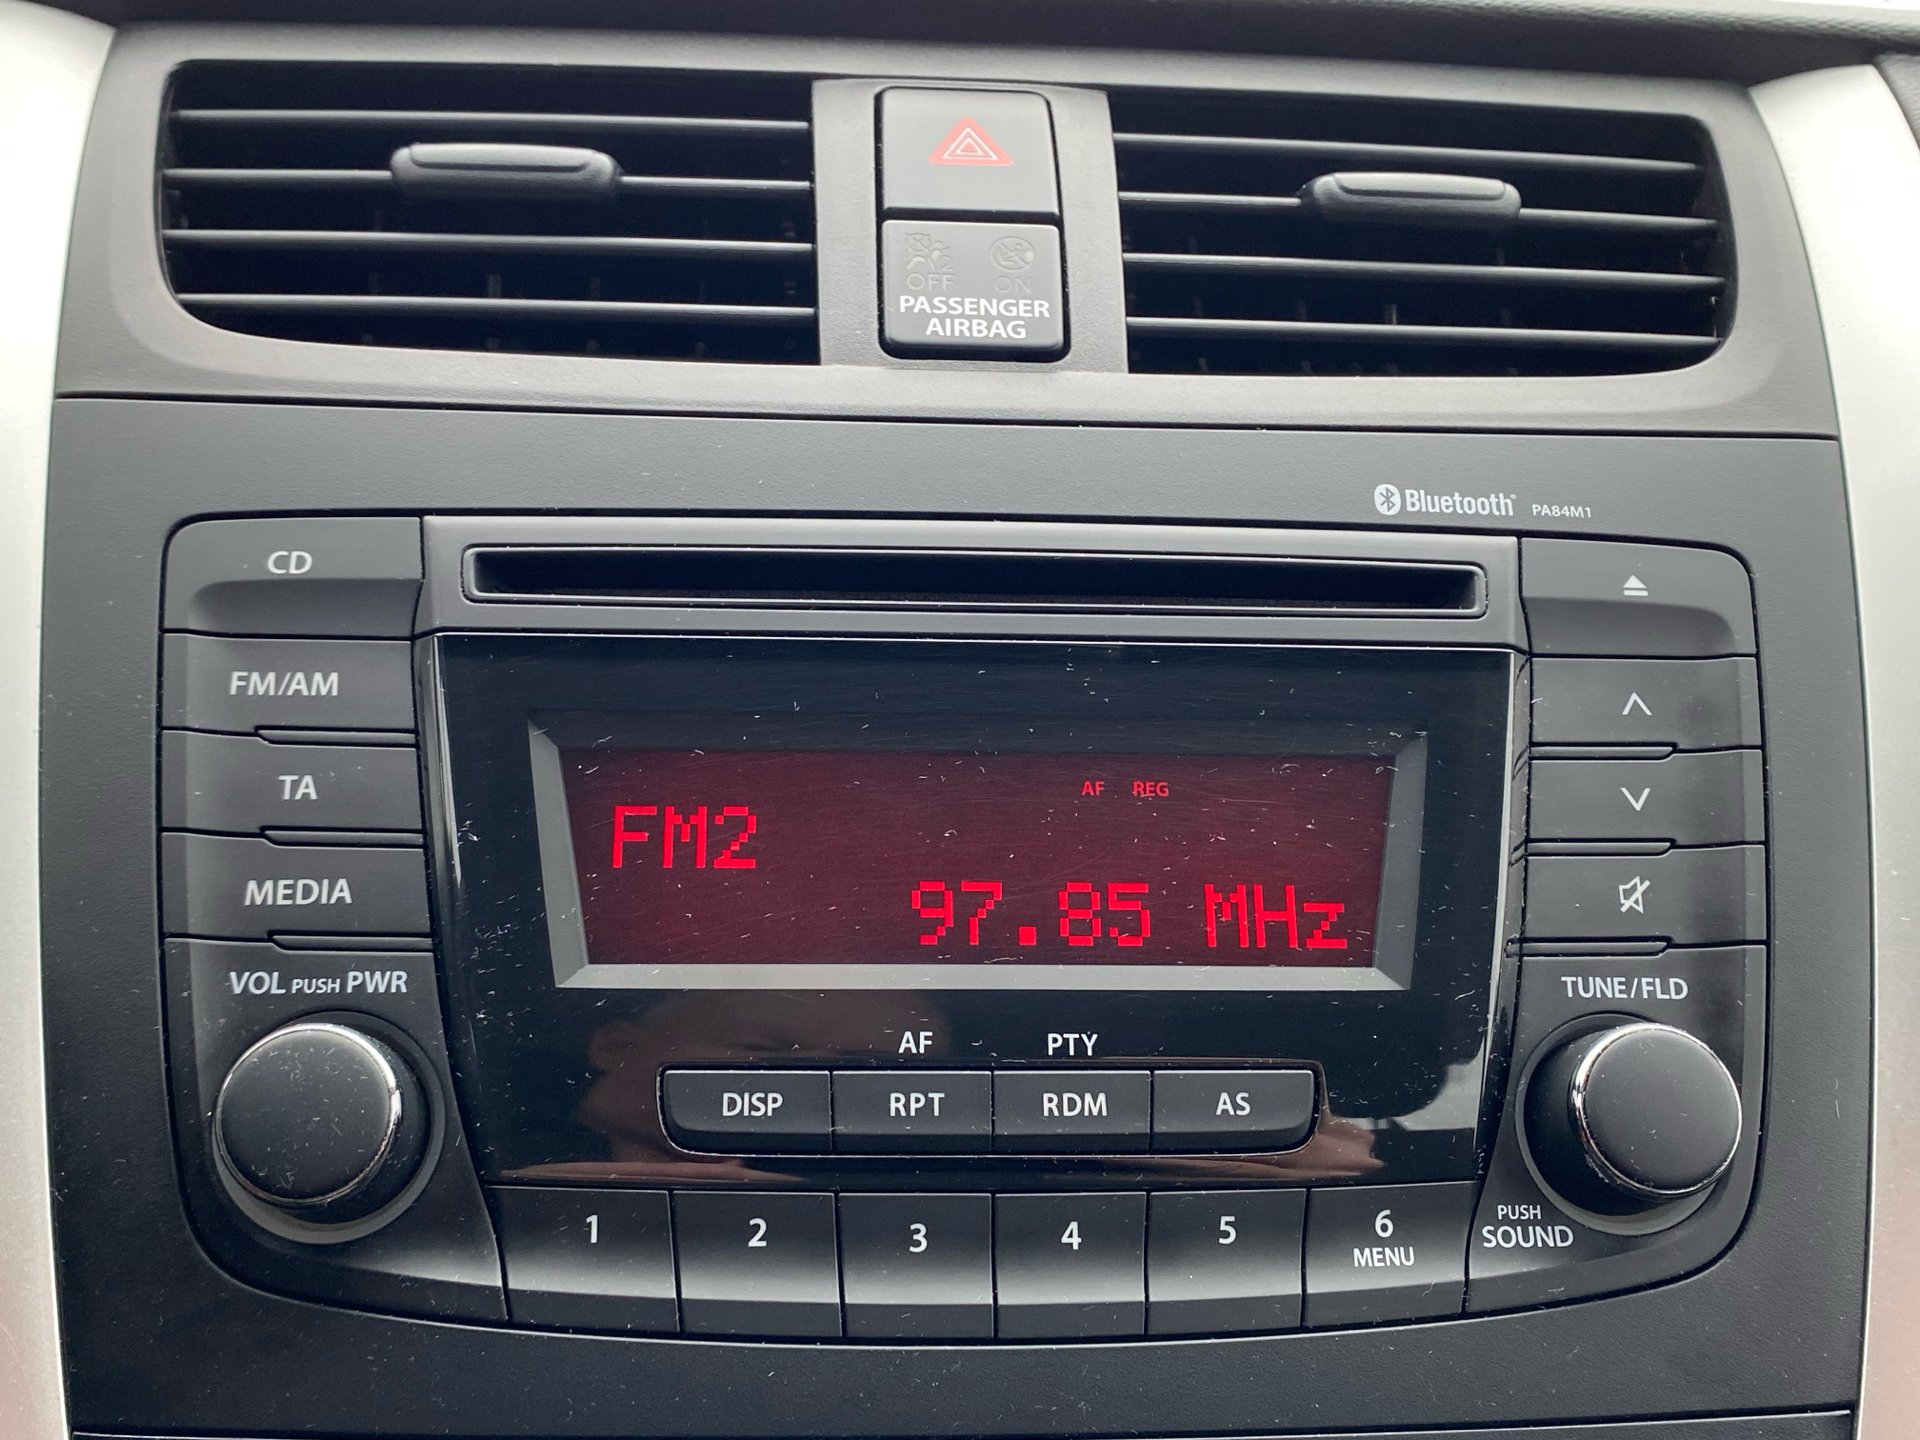 OFF ON
PASSENGER
AIRBAG
Bluetooth® PA84M1
CD
FM/AM
TA
MEDIA
VOL PUSH PWR
AF REG
FM2
97.85 MHz
TUNE/FLD
AF PTY
DISP RPT RDM AS
1 2 3 4 5 6
MENU
PUSH
SOUND